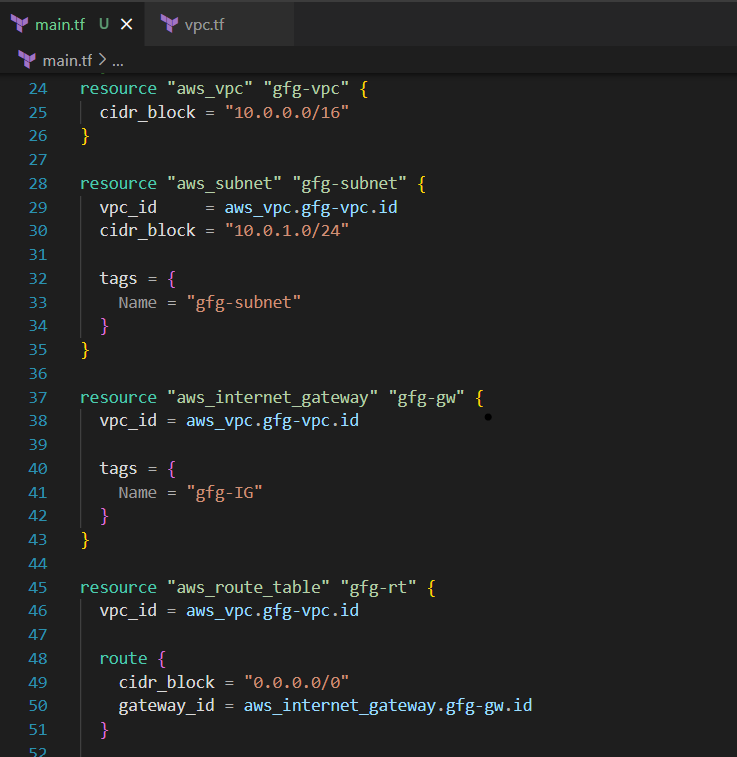 main.tf U X vpc.tf
main.tf > ...
24 resource "aws_vpc" "gfg-vpc" {
25   cidr_block = "10.0.0.0/16"
26 }
27
28 resource "aws_subnet" "gfg-subnet" {
29   vpc_id     = aws_vpc.gfg-vpc.id
30   cidr_block = "10.0.1.0/24"
31
32   tags = {
33     Name = "gfg-subnet"
34   }
35 }
36
37 resource "aws_internet_gateway" "gfg-gw" {
38   vpc_id = aws_vpc.gfg-vpc.id
39
40   tags = {
41     Name = "gfg-IG"
42   }
43 }
44
45 resource "aws_route_table" "gfg-rt" {
46   vpc_id = aws_vpc.gfg-vpc.id
47
48   route {
49     cidr_block = "0.0.0.0/0"
50     gateway_id = aws_internet_gateway.gfg-gw.id
51   }
52